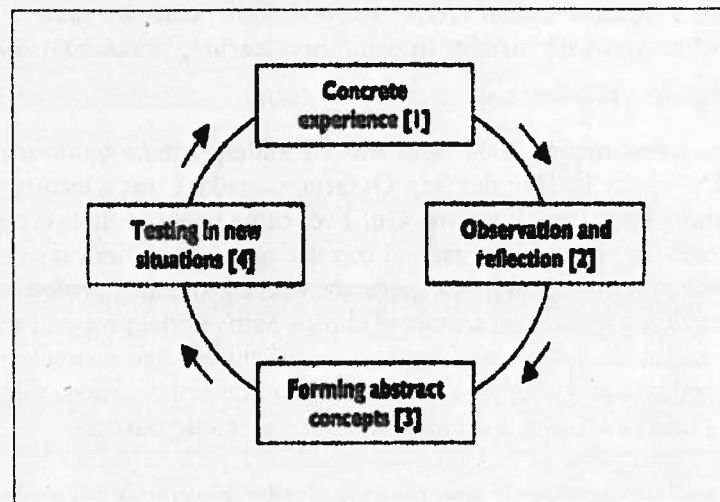 Concrete
experience [1]
Testing in new
situations [4]
Observation and
reflection [2]
Forming abstract
concepts [3]